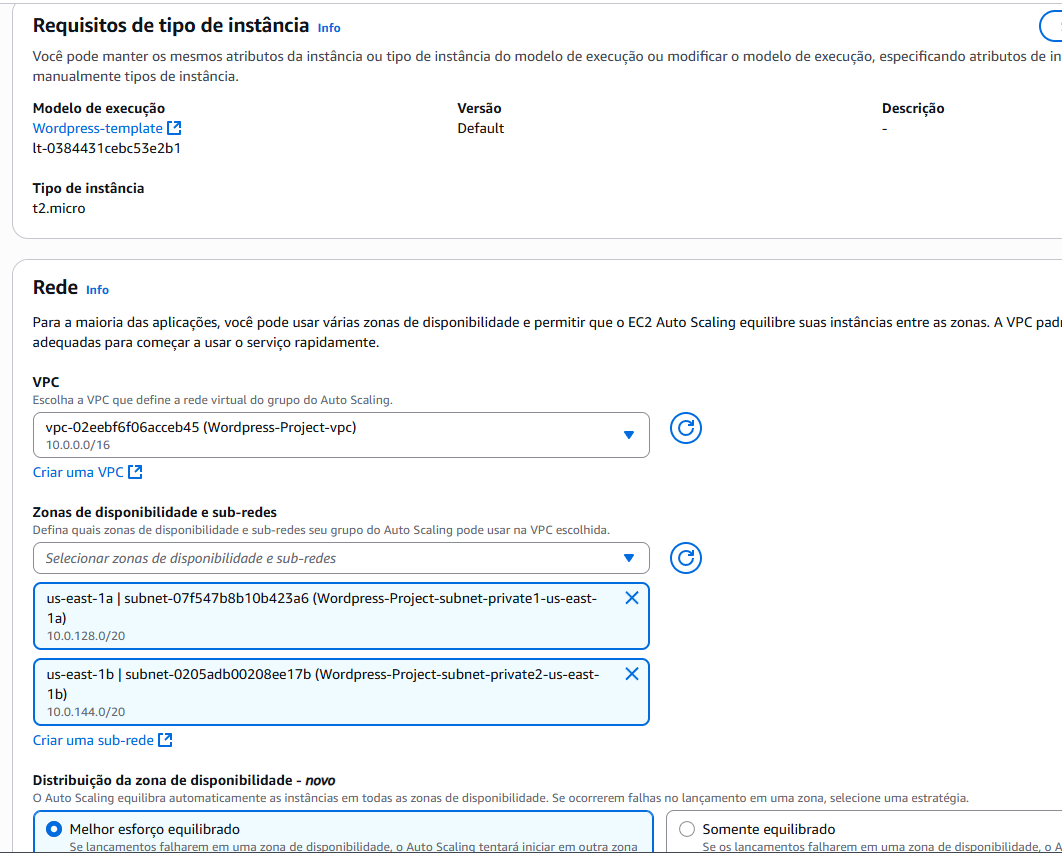 Requisitos de tipo de instância Info
Você pode manter os mesmos atributos da instância ou tipo de instância do modelo de execução ou modificar o modelo de execução, especificando atributos de
manualmente tipos de instância.
Modelo de execução
Versão
Descrição
Wordpress-template
Default
-
lt-0384431cebc53e2b1
Tipo de instância
t2.micro
Rede Info
Para a maioria das aplicações, você pode usar várias zonas de disponibilidade e permitir que o EC2 Auto Scaling equilibre suas instâncias entre as zonas. A VPC
adequadas para começar a usar o serviço rapidamente.
VPC
Escolha a VPC que define a rede virtual do grupo do Auto Scaling.
vpc-02eebf6f06acceb45 (Wordpress-Project-vpc)
10.0.0.0/16
Criar uma VPC
Zonas de disponibilidade e sub-redes
Defina quais zonas de disponibilidade e sub-redes seu grupo do Auto Scaling pode usar na VPC escolhida.
Selecionar zonas de disponibilidade e sub-redes
us-east-1a | subnet-07f547b8b10b423a6 (Wordpress-Project-subnet-private1-us-east-
1a)
10.0.128.0/20
us-east-1b | subnet-0205adb00208ee17b (Wordpress-Project-subnet-private2-us-east-
1b)
10.0.144.0/20
Criar uma sub-rede
Distribuição da zona de disponibilidade - novo
O Auto Scaling equilibra automaticamente as instâncias em todas as zonas de disponibilidade. Se ocorrerem falhas no lançamento em uma zona, selecione uma estratégia.
Melhor esforço equilibrado
Se lançamentos falharem em uma zona de disponibilidade, o Auto Scaling tentará iniciar em outra zona
Somente equilibrado
Se os lançamentos falharem em uma zona de disponibilidade, o